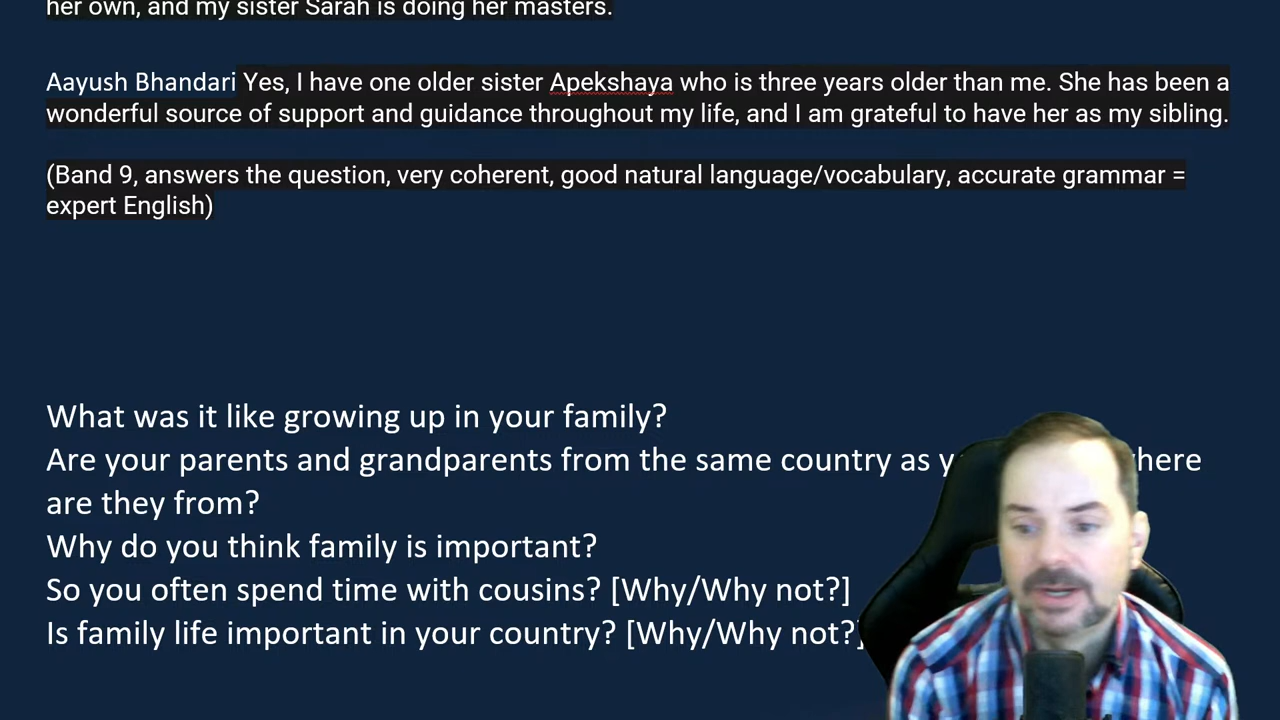 her own, and my sister Sarah is doing her masters.
Aayush Bhandari Yes, I have one older sister Apekshaya who is three years older than me. She has been a
wonderful source of support and guidance throughout my life, and I am grateful to have her as my sibling.
(Band 9, answers the question, very coherent, good natural language/vocabulary, accurate grammar =
expert English)
What was it like growing up in your family?
Are your parents and grandparents from the same country as
are they from?
Why do you think family is important?
So you often spend time with cousins? [Why/Why not?]
Is family life important in your country? [Why/Why not?]